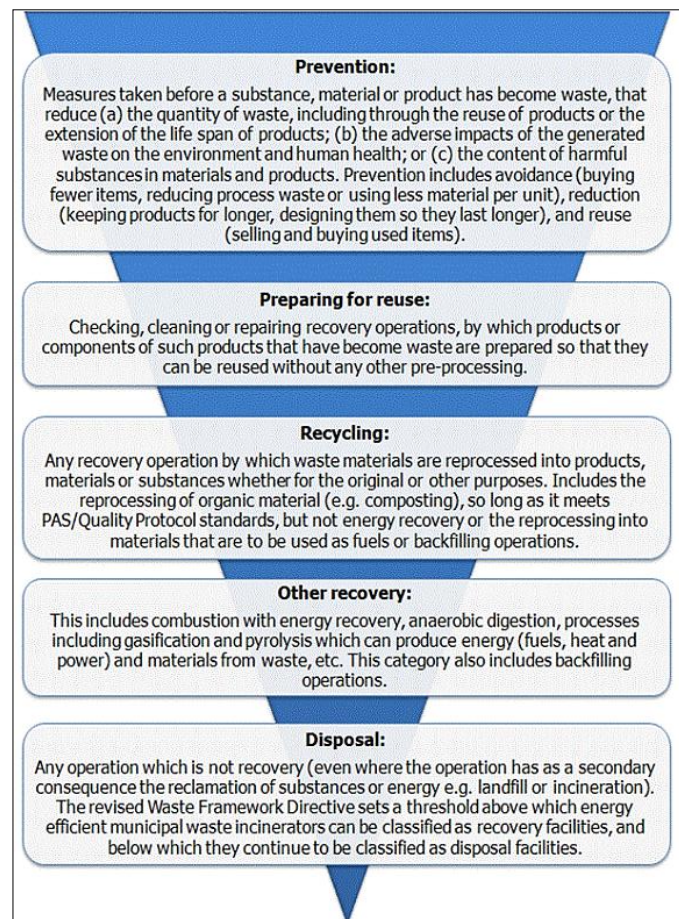 Prevention:
Measures taken before a substance, material or product has become waste, that
reduce (a) the quantity of waste, including through the reuse of products or the
extension of the life span of products; (b) the adverse impacts of the generated
waste on the environment and human health; or (c) the content of harmful
substances in materials and products. Prevention includes avoidance (buying
fewer items, reducing process waste or using less material per unit), reduction
(keeping products for longer, designing them so they last longer), and reuse
(selling and buying used items).
Preparing for reuse:
Checking, cleaning or repairing recovery operations, by which products or
components of such products that have become waste are prepared so that they
can be reused without any other pre-processing.
Recycling:
Any recovery operation by which waste materials are reprocessed into products,
materials or substances whether for the original or other purposes. Includes the
reprocessing of organic material (e.g. composting), so long as it meets
PAS/Quality Protocol standards, but not energy recovery or the reprocessing into
materials that are to be used as fuels or backfilling operations.
Other recovery:
This includes combustion with energy recovery, anaerobic digestion, processes
including gasification and pyrolysis which can produce energy (fuels, heat and
power) and materials from waste, etc. This category also includes backfilling
operations.
Disposal:
Any operation which is not recovery (even where the operation has as a secondary
consequence the reclamation of substances or energy e.g. landfill or incineration).
The revised Waste Framework Directive sets a threshold above which energy
efficient municipal waste incinerators can be classified as recovery facilities, and
below which they continue to be classified as disposal facilities.